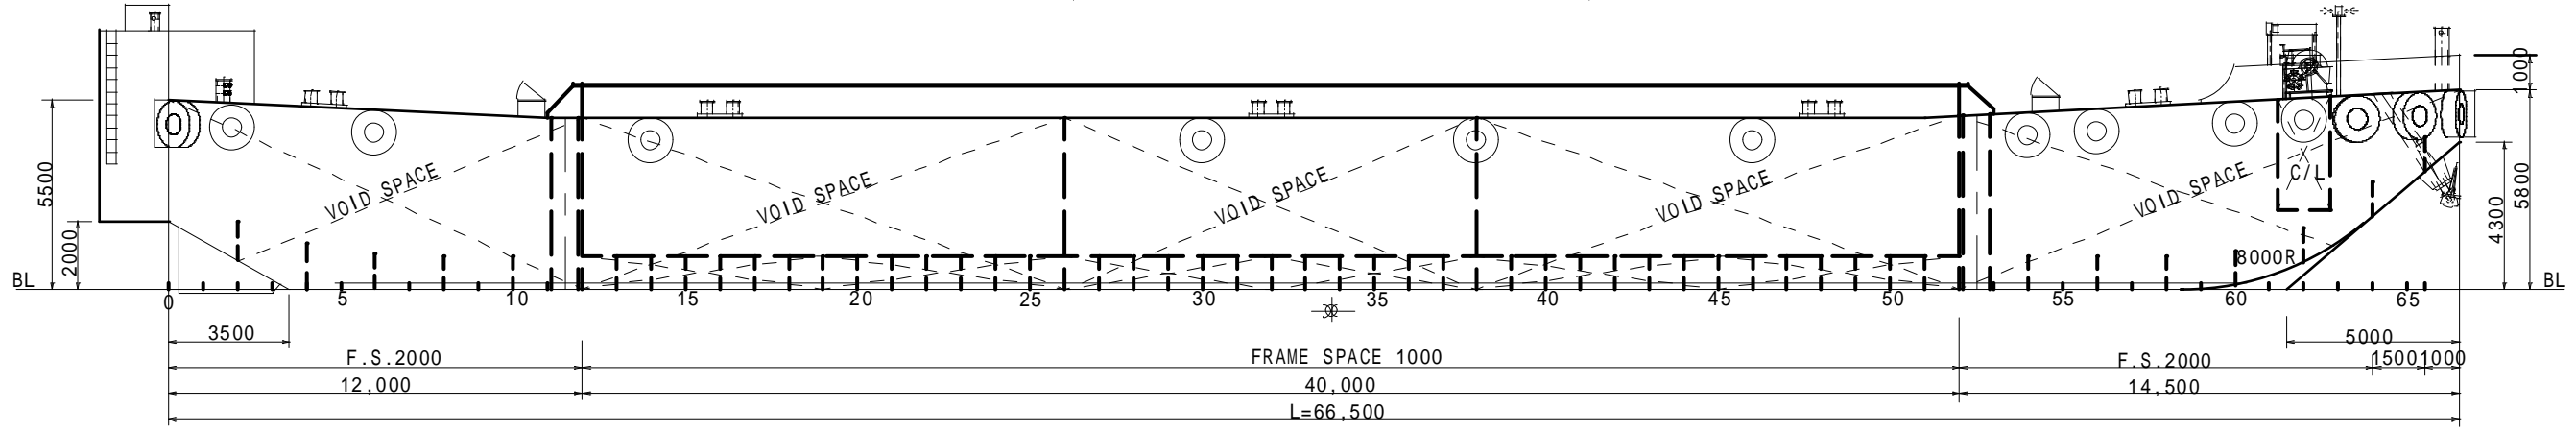 1000
5500
VOID SPACE
VOID SPACE
VOID SPACE
VOID SPACE
VOID SPACE
C/L
5800
4300
2000
8000R
BL
BL
0
5
10
15
20
25
30
35
40
45
50
55
60
65
3500
5000
F.S.2000
FRAME SPACE 1000
F.S.2000
1500
1000
12,000
40,000
14,500
L=66,500